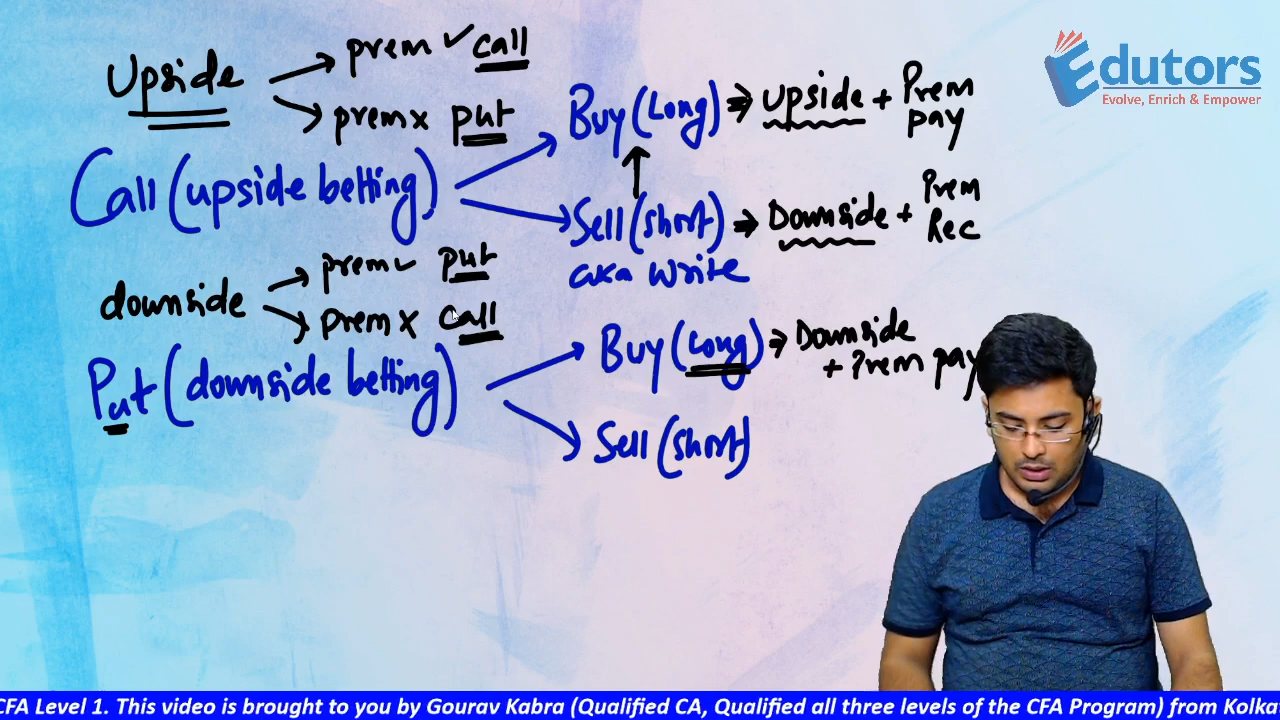 Upside
prem ✓ call
prem x put
Call (upside betting)
Buy (Long) ⇒ upside + Prem pay
Sell (short) ⇒ Downside + Prem Rec
aka write
downside
prem ✓ put
prem x call
Put (downside betting)
Buy (Long) ⇒ Downside
+ Prem pay
Sell (short)
Edutors
Evolve, Enrich & Empower
CFA Level 1. This video is brought to you by Gourav Kabra (Qualified CA, Qualified all three levels of the CFA Program) from Kolka